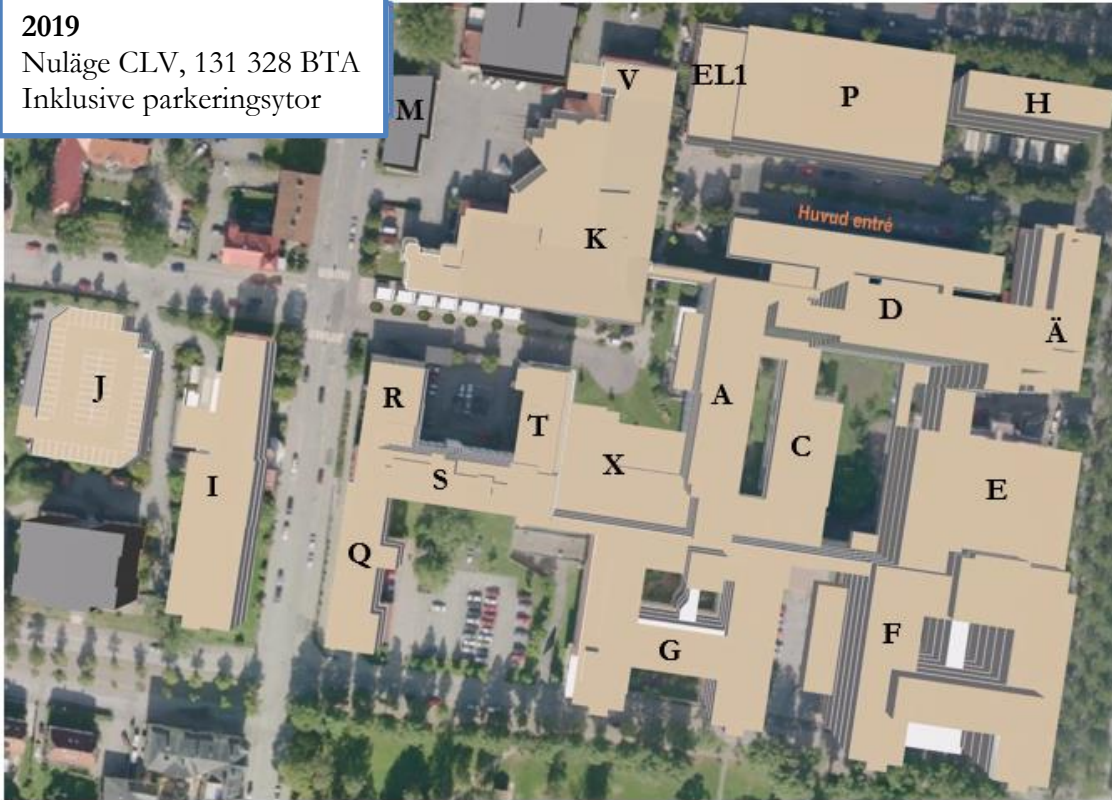 2019
Nuläge CLV, 131 328 BTA
Inklusive parkeringsytor
V
EL1
P
H
M
Huvud entré
K
D
Ä
J
R
T
A
C
X
I
S
E
Q
F
G